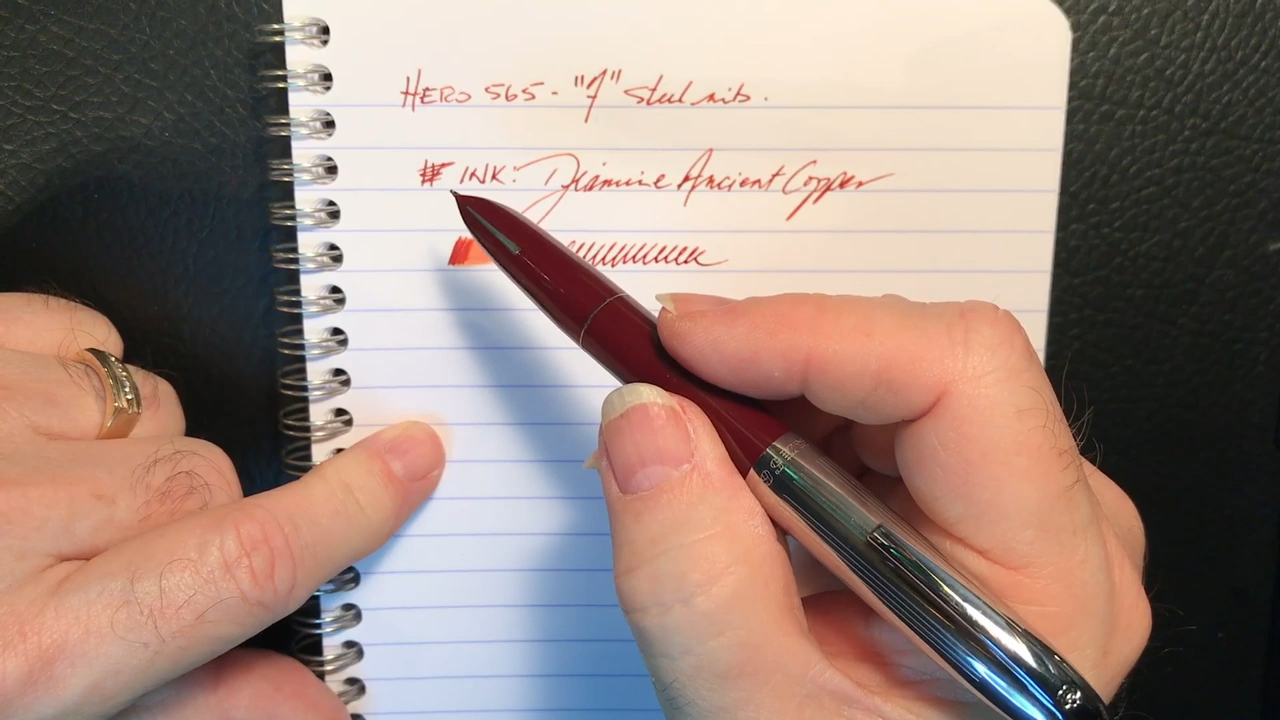 HERO 565 - "F" steel nib.
# INK: Diamine Ancient Copper